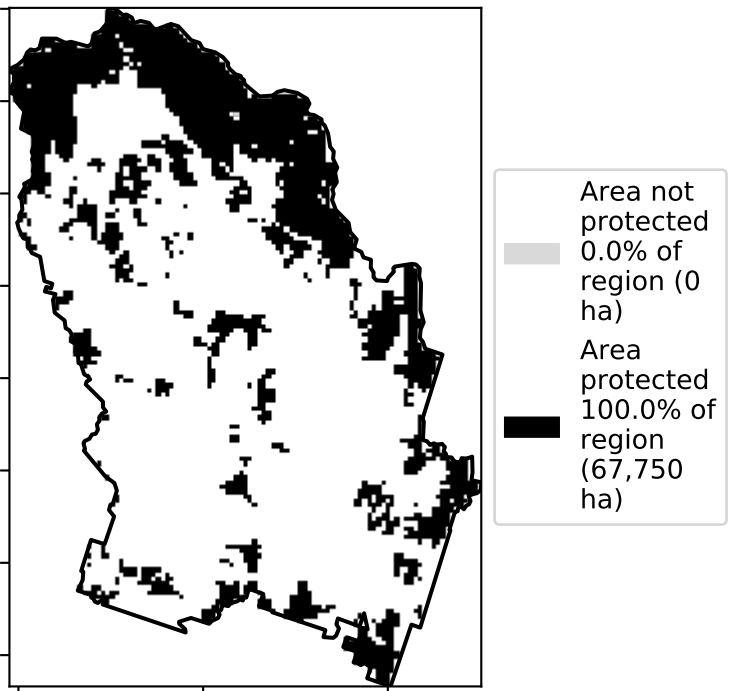 Area not
protected
0.0% of
region (0
ha)
Area
protected
100.0% of
region
(67,750
ha)